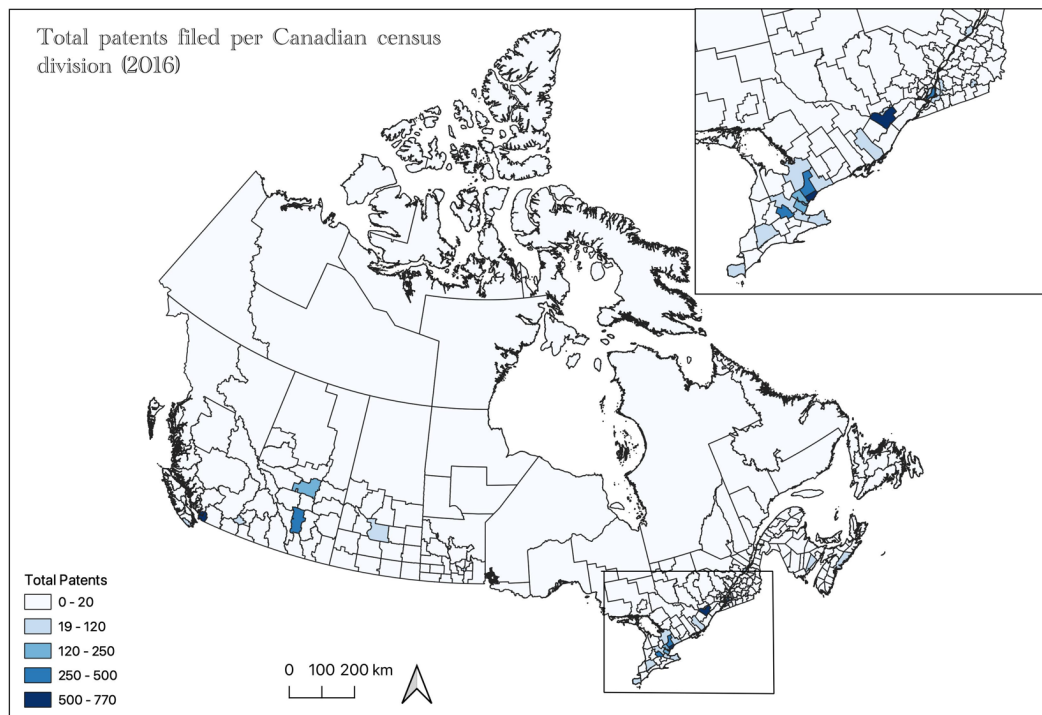 Total patents filed per Canadian census
division (2016)
Total Patents
0 - 20
19 - 120
120 - 250
250 - 500
500 - 770
0 100 200 km